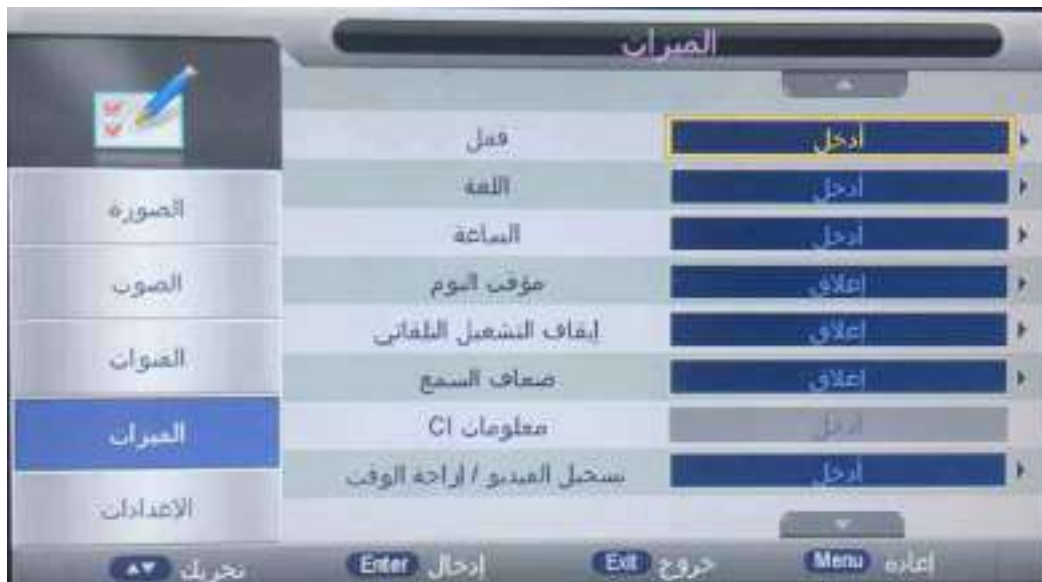 الميزات
قفل أدخل
اللغة أدخل
الساعة أدخل
مؤقت النوم إغلاق
إيقاف التشغيل التلقائي إغلاق
ضعاف السمع إغلاق
معلومات CI أدخل
تسجيل الفيديو / إزاحة الوقت أدخل
الصورة
الصوت
القنوات
الميزات
الإعدادات
تحريك إدخال Enter خروج Exit إعادة Menu